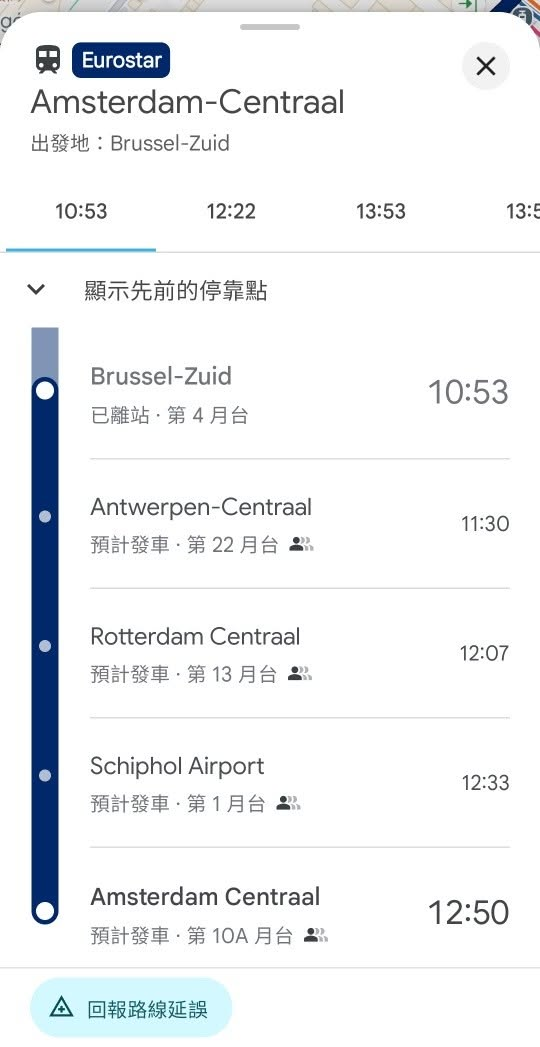 Eurostar
Amsterdam-Centraal
出發地：Brussel-Zuid
10:53 12:22 13:53
顯示先前的停靠點
Brussel-Zuid 10:53
已離站 · 第 4 月台
Antwerpen-Centraal 11:30
預計發車 · 第 22 月台
Rotterdam Centraal 12:07
預計發車 · 第 13 月台
Schiphol Airport 12:33
預計發車 · 第 1 月台
Amsterdam Centraal 12:50
預計發車 · 第 10A 月台
回報路線延誤